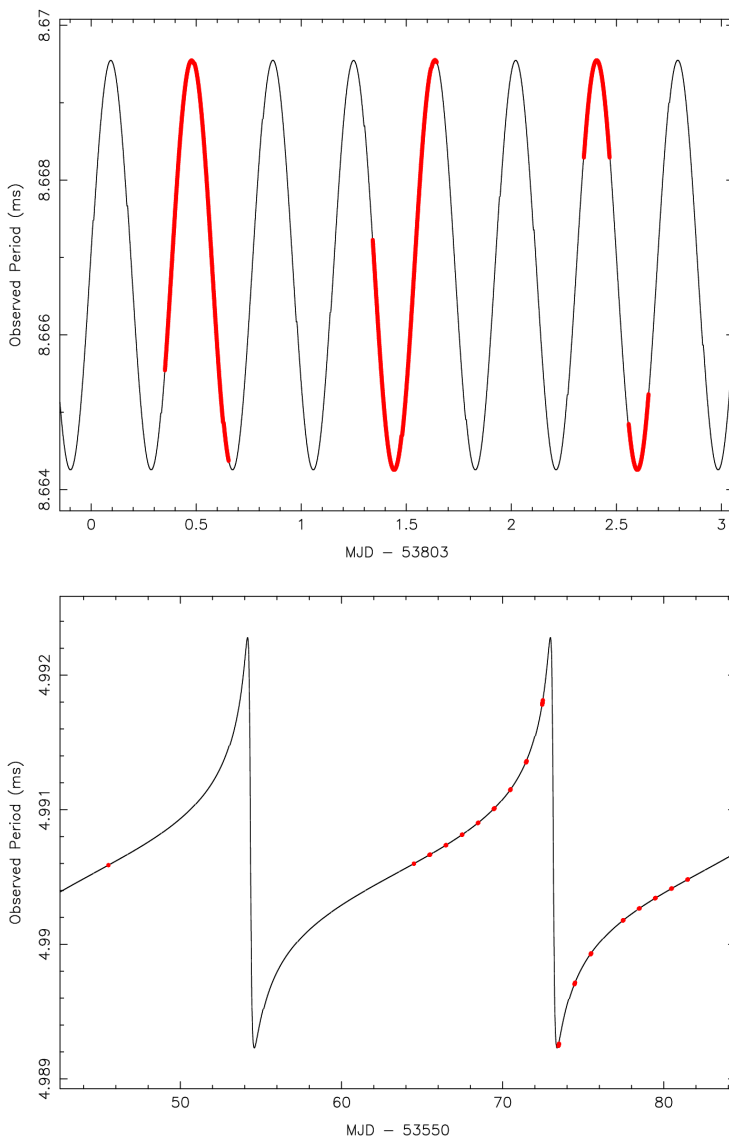 8.67
8.668
8.666
8.664
Observed Period (ms)
0 0.5 1 1.5 2 2.5 3
MJD − 53803
4.992
4.991
4.99
4.989
Observed Period (ms)
50 60 70 80
MJD − 53550